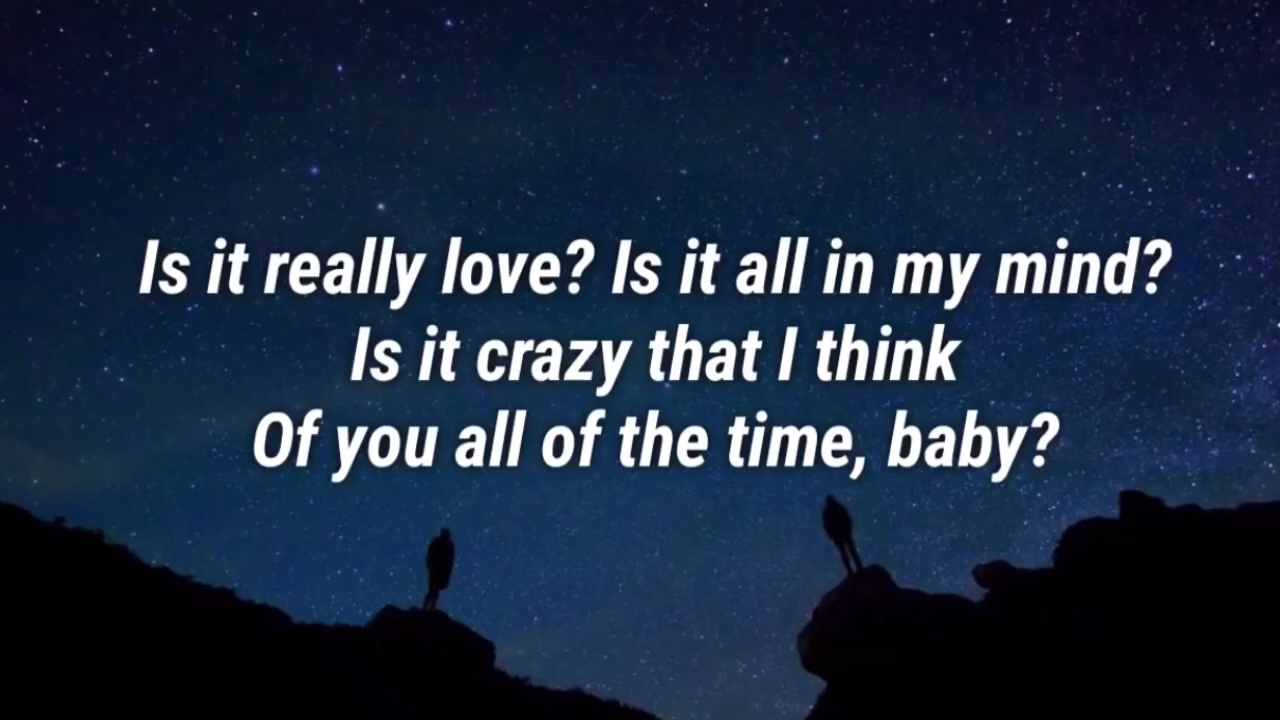 Is it really love? Is it all in my mind?
Is it crazy that I think
Of you all of the time, baby?